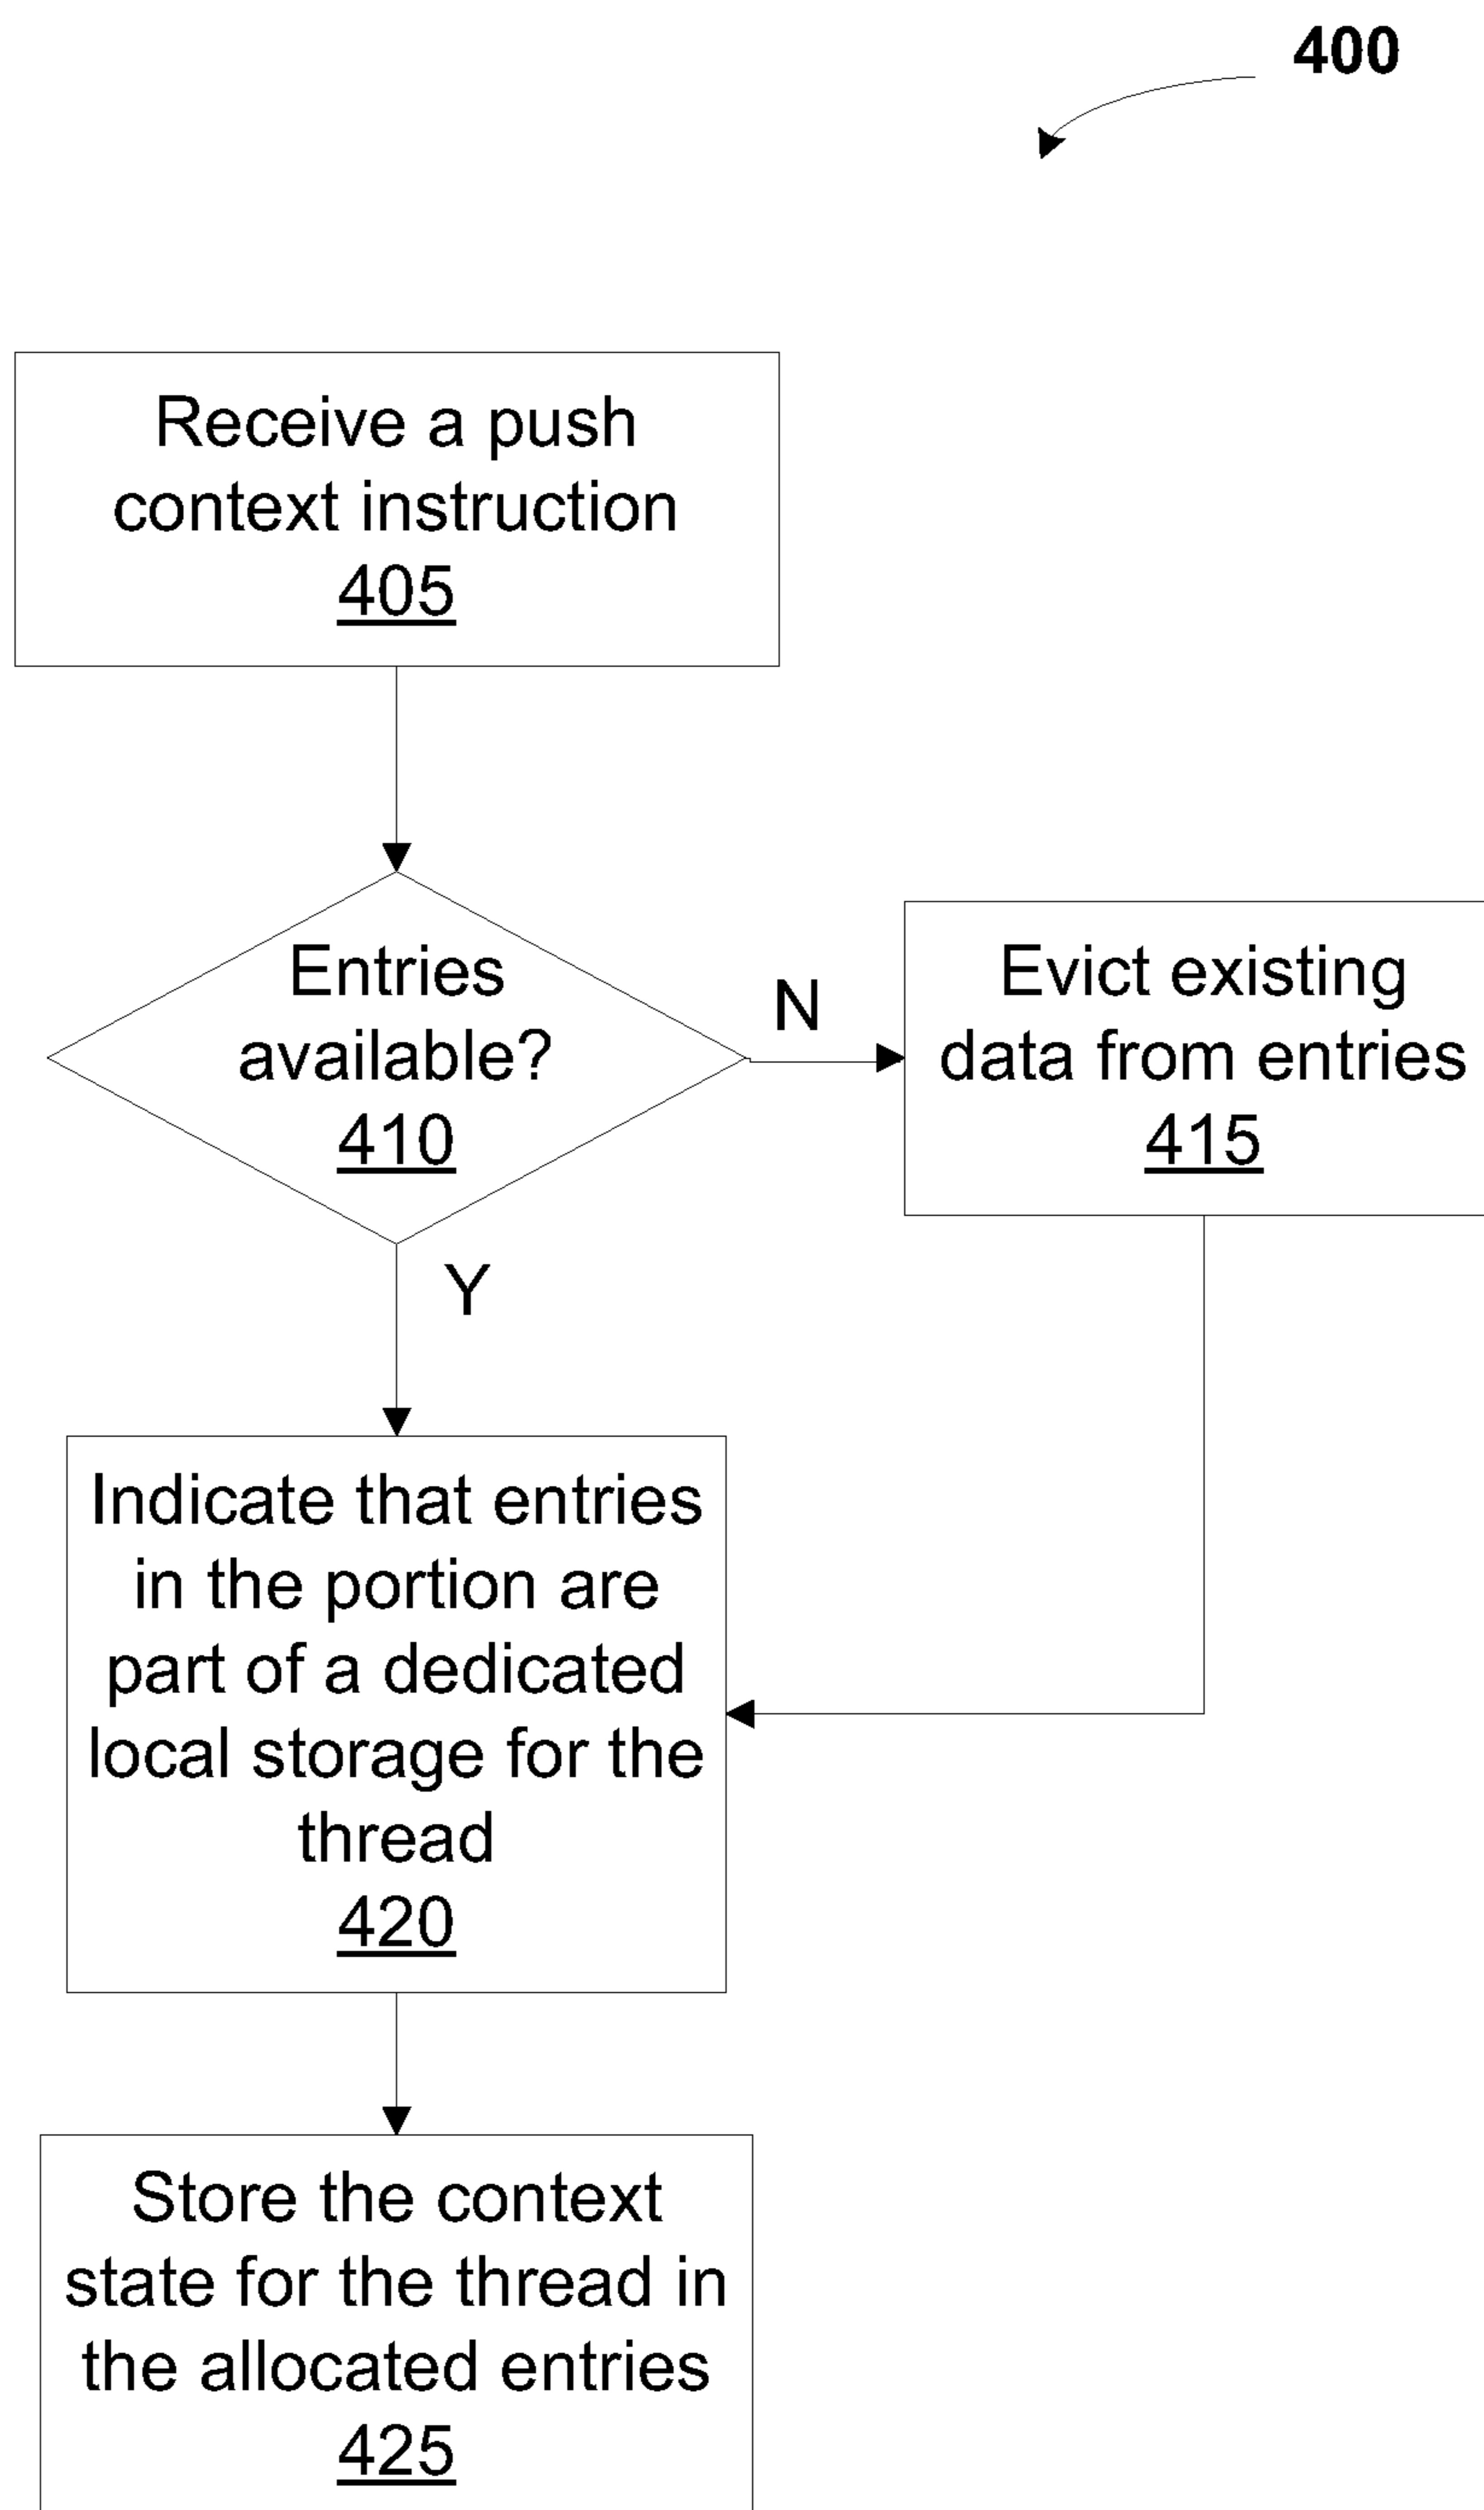 400
Receive a push
context instruction
405
Entries
available?
410
N
Evict existing
data from entries
415
Y
Indicate that entries
in the portion are
part of a dedicated
local storage for the
thread
420
Store the context
state for the thread in
the allocated entries
425